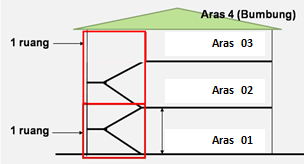 Aras 4 (Bumbung)
1 ruang
Aras 03
Aras 02
1 ruang
Aras 01